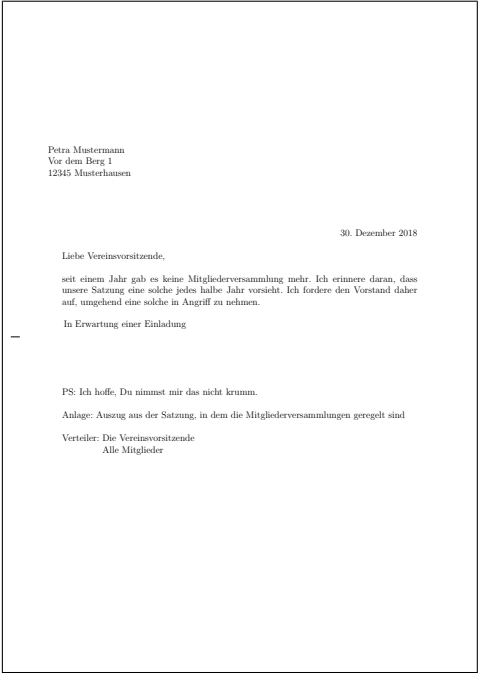 Petra Mustermann
Vor dem Berg 1
12345 Musterhausen
30. Dezember 2018
Liebe Vereinsvorsitzende,
seit einem Jahr gab es keine Mitgliederversammlung mehr. Ich erinnere daran, dass
unsere Satzung eine solche jedes halbe Jahr vorsieht. Ich fordere den Vorstand daher
auf, umgehend eine solche in Angriff zu nehmen.
In Erwartung einer Einladung
PS: Ich hoffe, Du nimmst mir das nicht krumm.
Anlage: Auszug aus der Satzung, in dem die Mitgliederversammlungen geregelt sind
Verteiler: Die Vereinsvorsitzende
Alle Mitglieder